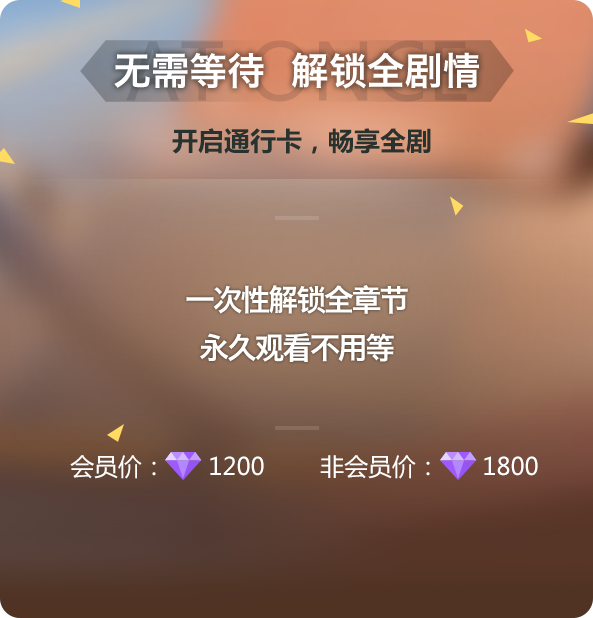 AT ONCE
无需等待 解锁全剧情
开启通行卡，畅享全剧
一次性解锁全章节
永久观看不用等
会员价：1200 非会员价：1800